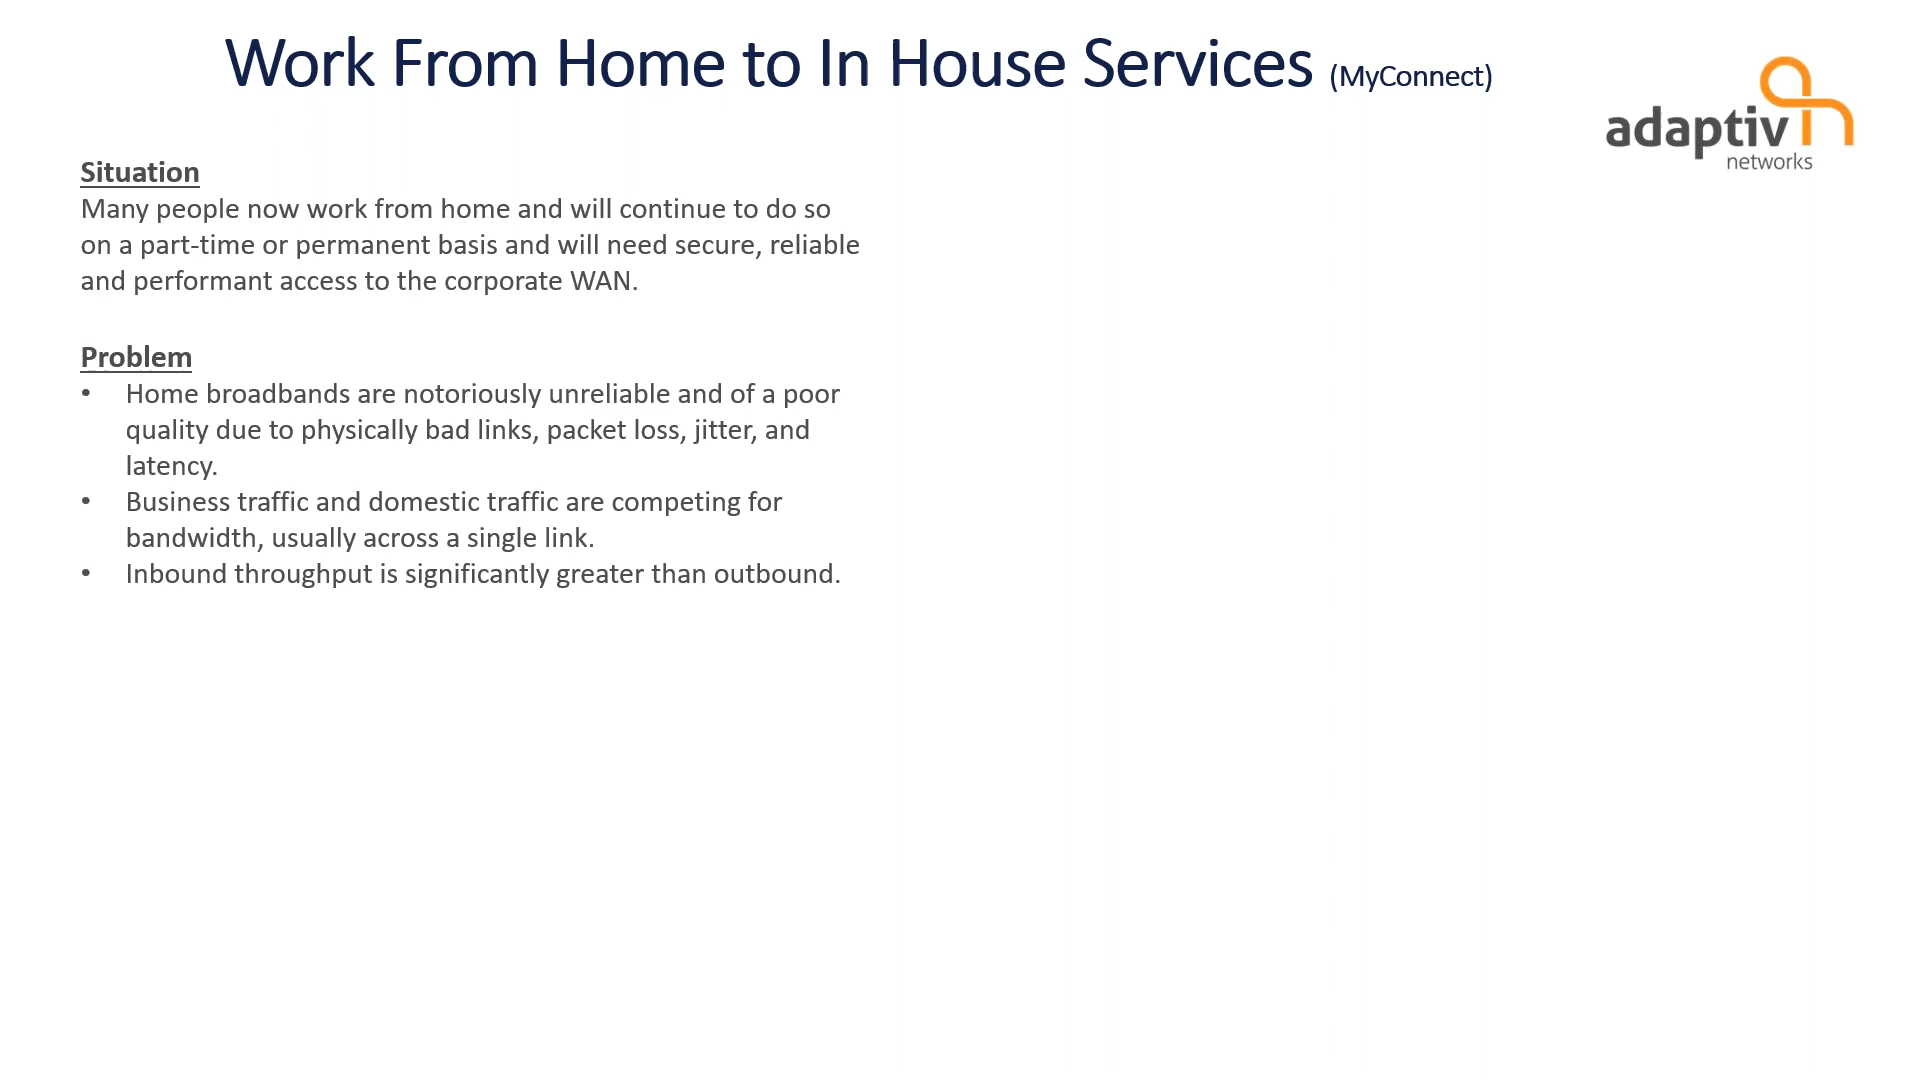 Work From Home to In House Services (MyConnect)
adaptiv
networks
Situation
Many people now work from home and will continue to do so
on a part-time or permanent basis and will need secure, reliable
and performant access to the corporate WAN.
Problem
• Home broadbands are notoriously unreliable and of a poor
quality due to physically bad links, packet loss, jitter, and
latency.
• Business traffic and domestic traffic are competing for
bandwidth, usually across a single link.
• Inbound throughput is significantly greater than outbound.